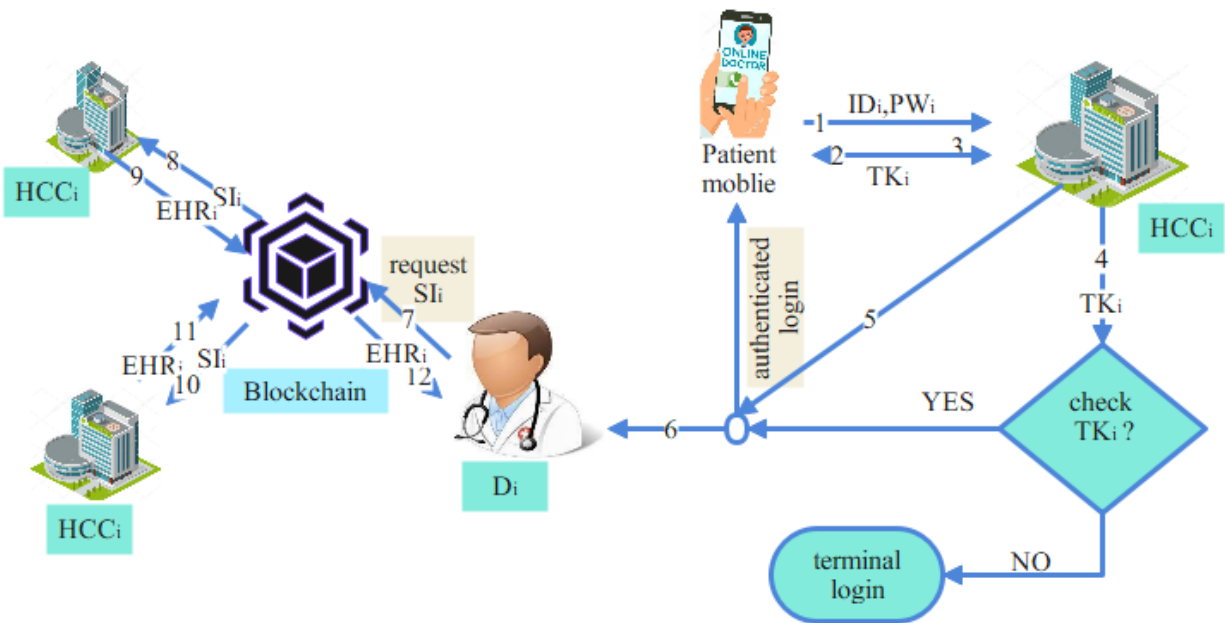 ONLINE
DOCTOR
1
IDi,PWi
2
3
TKi
Patient
moblie
HCCi
8
9
SIi
EHRi
HCCi
request
SIi
7
4
TKi
5
authenticated
login
11
EHRi
SIi
10
Blockchain
EHRi
12
HCCi
Di
6
YES
check
TKi ?
NO
terminal
login